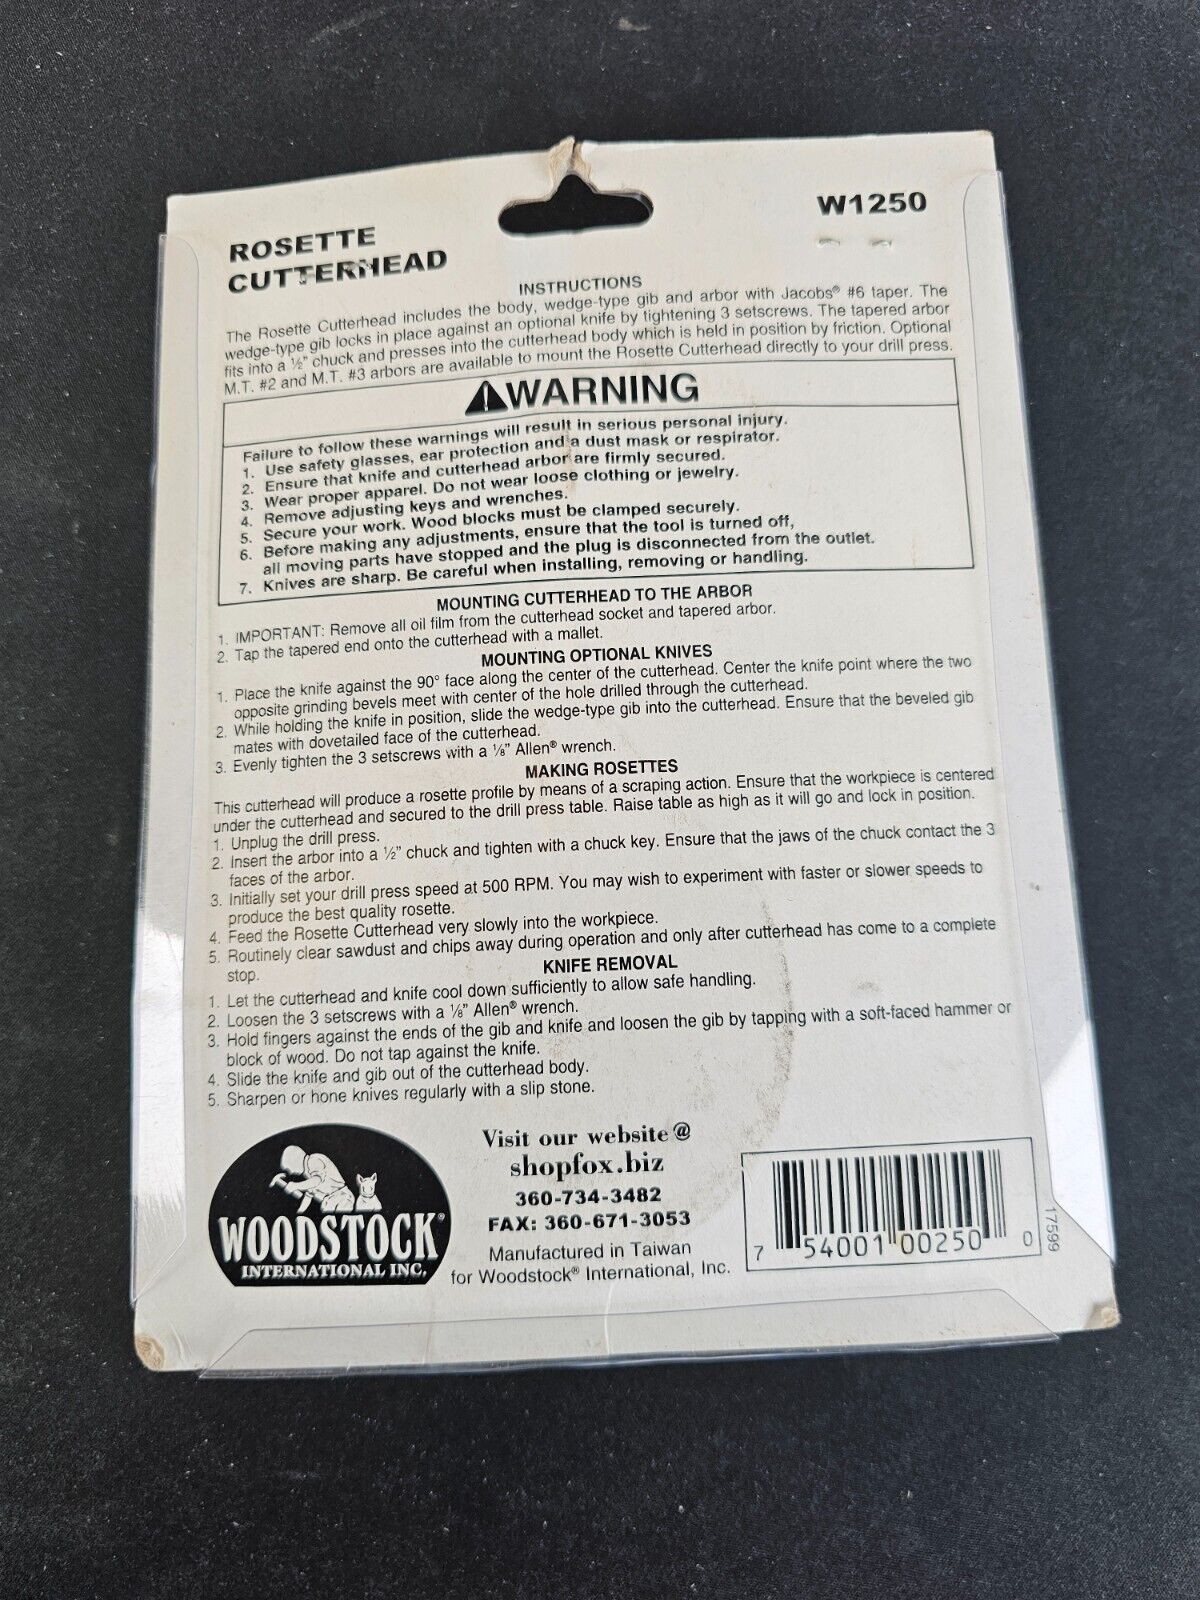 ROSETTE
CUTTERHEAD
W1250
INSTRUCTIONS
The Rosette Cutterhead includes the body, wedge-type gib and arbor with Jacobs® #6 taper. The
wedge-type gib locks in place against an optional knife by tightening 3 setscrews. The tapered arbor
fits into a ½" chuck and presses into the cutterhead body which is held in position by friction. Optional
M.T. #2 and M.T. #3 arbors are available to mount the Rosette Cutterhead directly to your drill press.
WARNING
Failure to follow these warnings will result in serious personal injury.
1. Use safety glasses, ear protection and a dust mask or respirator.
2. Ensure that knife and cutterhead arbor are firmly secured.
3. Wear proper apparel. Do not wear loose clothing or jewelry.
4. Remove adjusting keys and wrenches.
5. Secure your work. Wood blocks must be clamped securely.
6. Before making any adjustments, ensure that the tool is turned off,
all moving parts have stopped and the plug is disconnected from the outlet.
7. Knives are sharp. Be careful when installing, removing or handling.
MOUNTING CUTTERHEAD TO THE ARBOR
1. IMPORTANT: Remove all oil film from the cutterhead socket and tapered arbor.
2. Tap the tapered end onto the cutterhead with a mallet.
MOUNTING OPTIONAL KNIVES
1. Place the knife against the 90° face along the center of the cutterhead. Center the knife point where the two
opposite grinding bevels meet with center of the hole drilled through the cutterhead.
2. While holding the knife in position, slide the wedge-type gib into the cutterhead. Ensure that the beveled gib
mates with dovetailed face of the cutterhead.
3. Evenly tighten the 3 setscrews with a ⅛" Allen® wrench.
MAKING ROSETTES
This cutterhead will produce a rosette profile by means of a scraping action. Ensure that the workpiece is centered
under the cutterhead and secured to the drill press table. Raise table as high as it will go and lock in position.
1. Unplug the drill press.
2. Insert the arbor into a ½" chuck and tighten with a chuck key. Ensure that the jaws of the chuck contact the 3
faces of the arbor.
3. Initially set your drill press speed at 500 RPM. You may wish to experiment with faster or slower speeds to
produce the best quality rosette.
4. Feed the Rosette Cutterhead very slowly into the workpiece.
5. Routinely clear sawdust and chips away during operation and only after cutterhead has come to a complete
stop.
KNIFE REMOVAL
1. Let the cutterhead and knife cool down sufficiently to allow safe handling.
2. Loosen the 3 setscrews with a ⅛" Allen® wrench.
3. Hold fingers against the ends of the gib and knife and loosen the gib by tapping with a soft-faced hammer or
block of wood. Do not tap against the knife.
4. Slide the knife and gib out of the cutterhead body.
5. Sharpen or hone knives regularly with a slip stone.
WOODSTOCK®
INTERNATIONAL INC.
Visit our website@
shopfox.biz
360-734-3482
FAX: 360-671-3053
Manufactured in Taiwan
for Woodstock® International, Inc.
7 54001 00250 0
17599